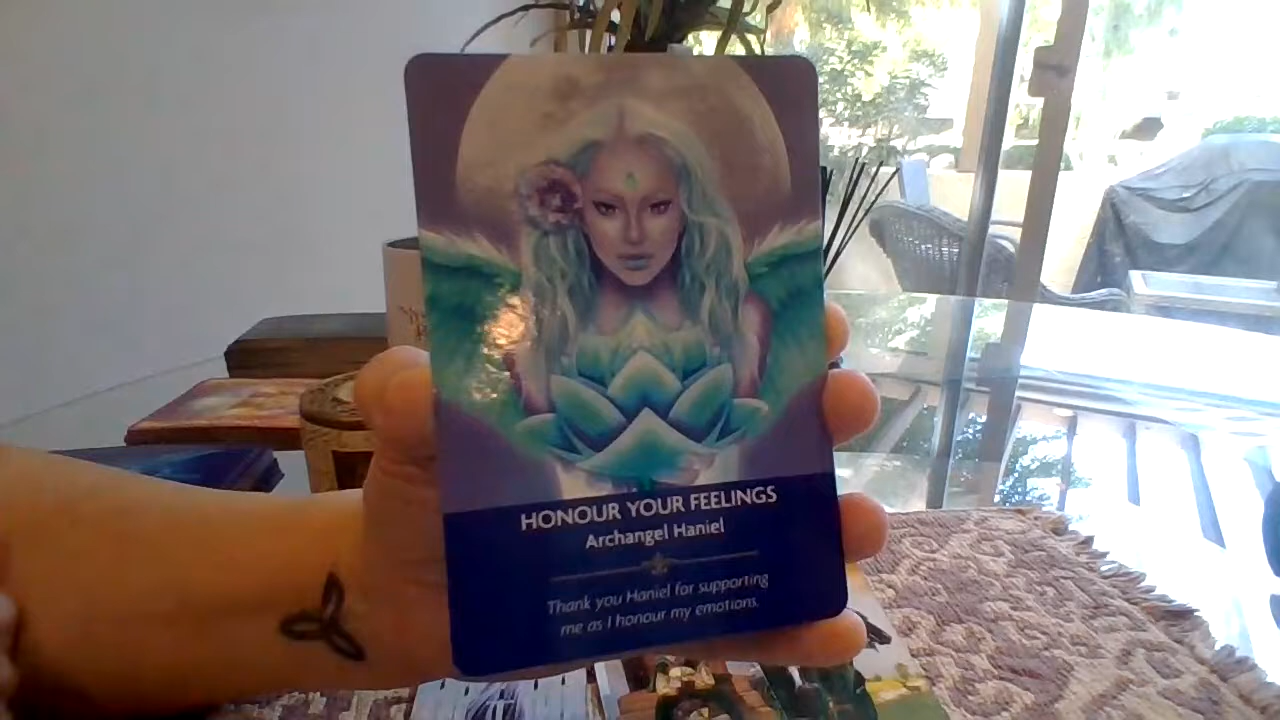 HONOUR YOUR FEELINGS
Archangel Haniel
Thank you Haniel for supporting
me as I honour my emotions.